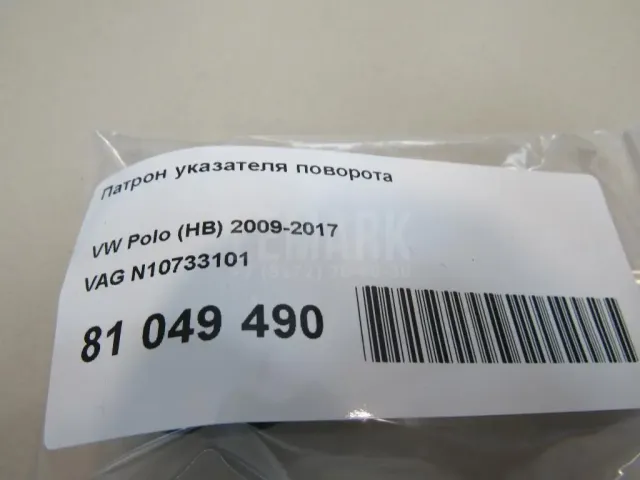 Патрон указателя поворота
VW Polo (HB) 2009-2017
VAG N10733101
81 049 490